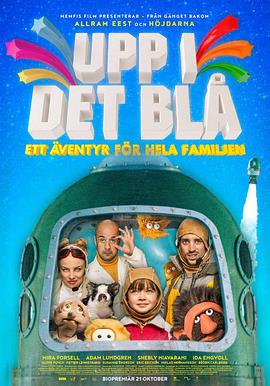 MEMFIS FILM PRESENTERAR - FRÅN GÄNGET BAKOM
ALLRAM EEST OCH HÖJDARNA
UPP I
DET BLÅ
ETT ÄVENTYR FÖR HELA FAMILJEN
MIRA FORSELL ADAM LUNDGREN SHEBLY NIAVARANI IDA ENGVOLL
BIOPREMIÄR 21 OKTOBER